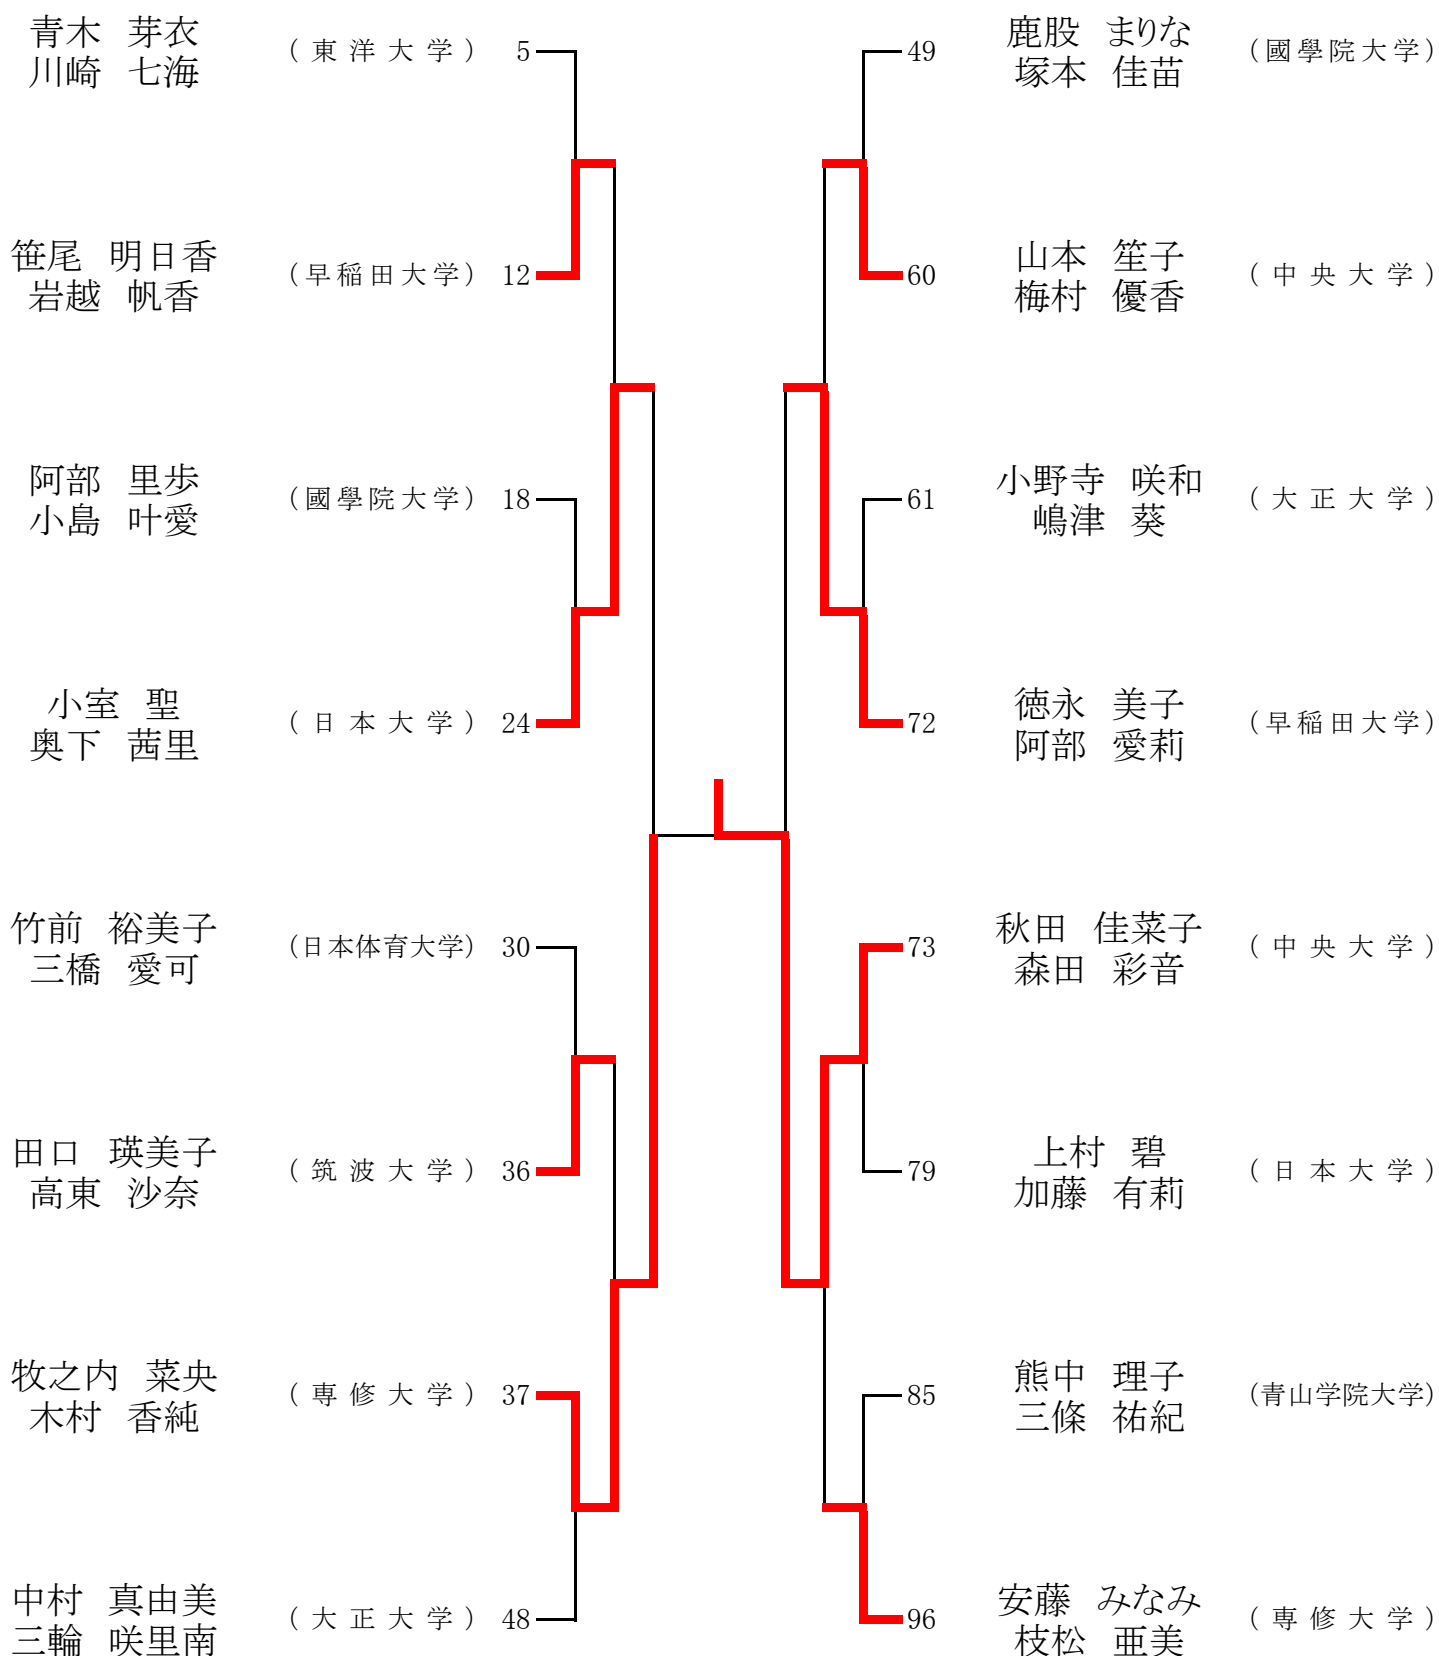 青木 芽衣
川崎 七海
(東洋大学) 5
笹尾 明日香
岩越 帆香
(早稲田大学) 12
阿部 里歩
小島 叶愛
(國學院大学) 18
小室 聖
奥下 茜里
(日本大学) 24
竹前 裕美子
三橋 愛可
(日本体育大学) 30
田口 瑛美子
高東 沙奈
(筑波大学) 36
牧之内 菜央
木村 香純
(専修大学) 37
中村 真由美
三輪 咲里南
(大正大学) 48
49 鹿股 まりな
塚本 佳苗
(國學院大学)
60 山本 笙子
梅村 優香
(中央大学)
61 小野寺 咲和
嶋津 葵
(大正大学)
72 徳永 美子
阿部 愛莉
(早稲田大学)
73 秋田 佳菜子
森田 彩音
(中央大学)
79 上村 碧
加藤 有莉
(日本大学)
85 熊中 理子
三條 祐紀
(青山学院大学)
96 安藤 みなみ
枝松 亜美
(専修大学)